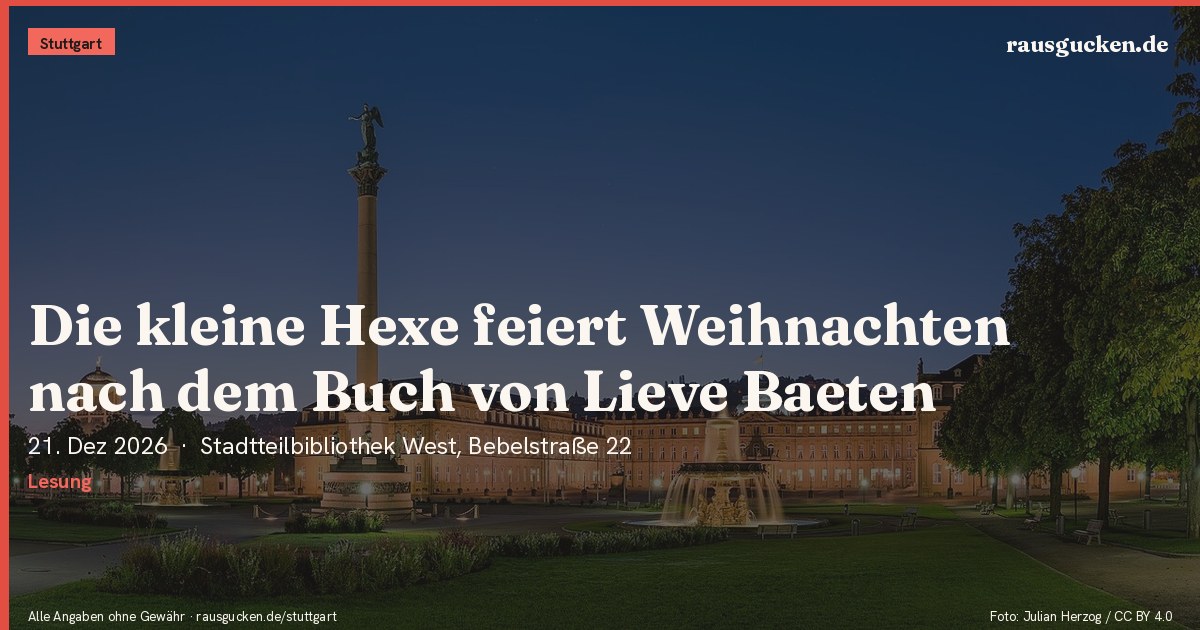 Stuttgart
rausgucken.de
Die kleine Hexe feiert Weihnachten
nach dem Buch von Lieve Baeten
21. Dez 2026 · Stadtteilbibliothek West, Bebelstraße 22
Lesung
Alle Angaben ohne Gewähr · rausgucken.de/stuttgart
Foto: Julian Herzog / CC BY 4.0